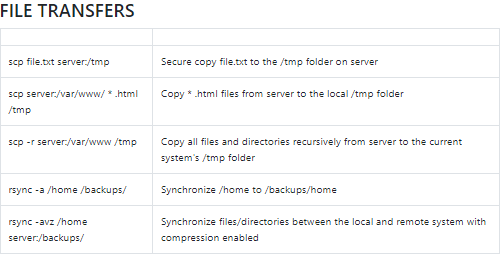 FILE TRANSFERS
scp file.txt server:/tmp
Secure copy file.txt to the /tmp folder on server
scp server:/var/www/ * .html
/tmp
Copy * .html files from server to the local /tmp folder
scp -r server:/var/www /tmp
Copy all files and directories recursively from server to the current
system's /tmp folder
rsync -a /home /backups/
Synchronize /home to /backups/home
rsync -avz /home
server:/backups/
Synchronize files/directories between the local and remote system with
compression enabled